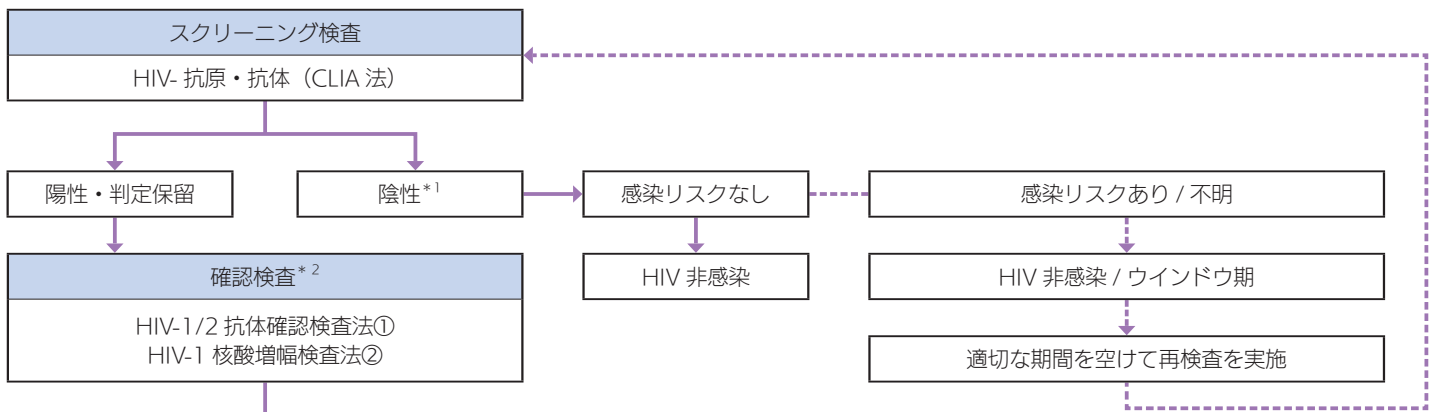 スクリーニング検査
HIV- 抗原・抗体（CLIA 法）
陽性・判定保留
陰性*1
感染リスクなし
感染リスクあり / 不明
確認検査*2
HIV-1/2 抗体確認検査法①
HIV-1 核酸増幅検査法②
HIV 非感染
HIV 非感染 / ウインドウ期
適切な期間を空けて再検査を実施